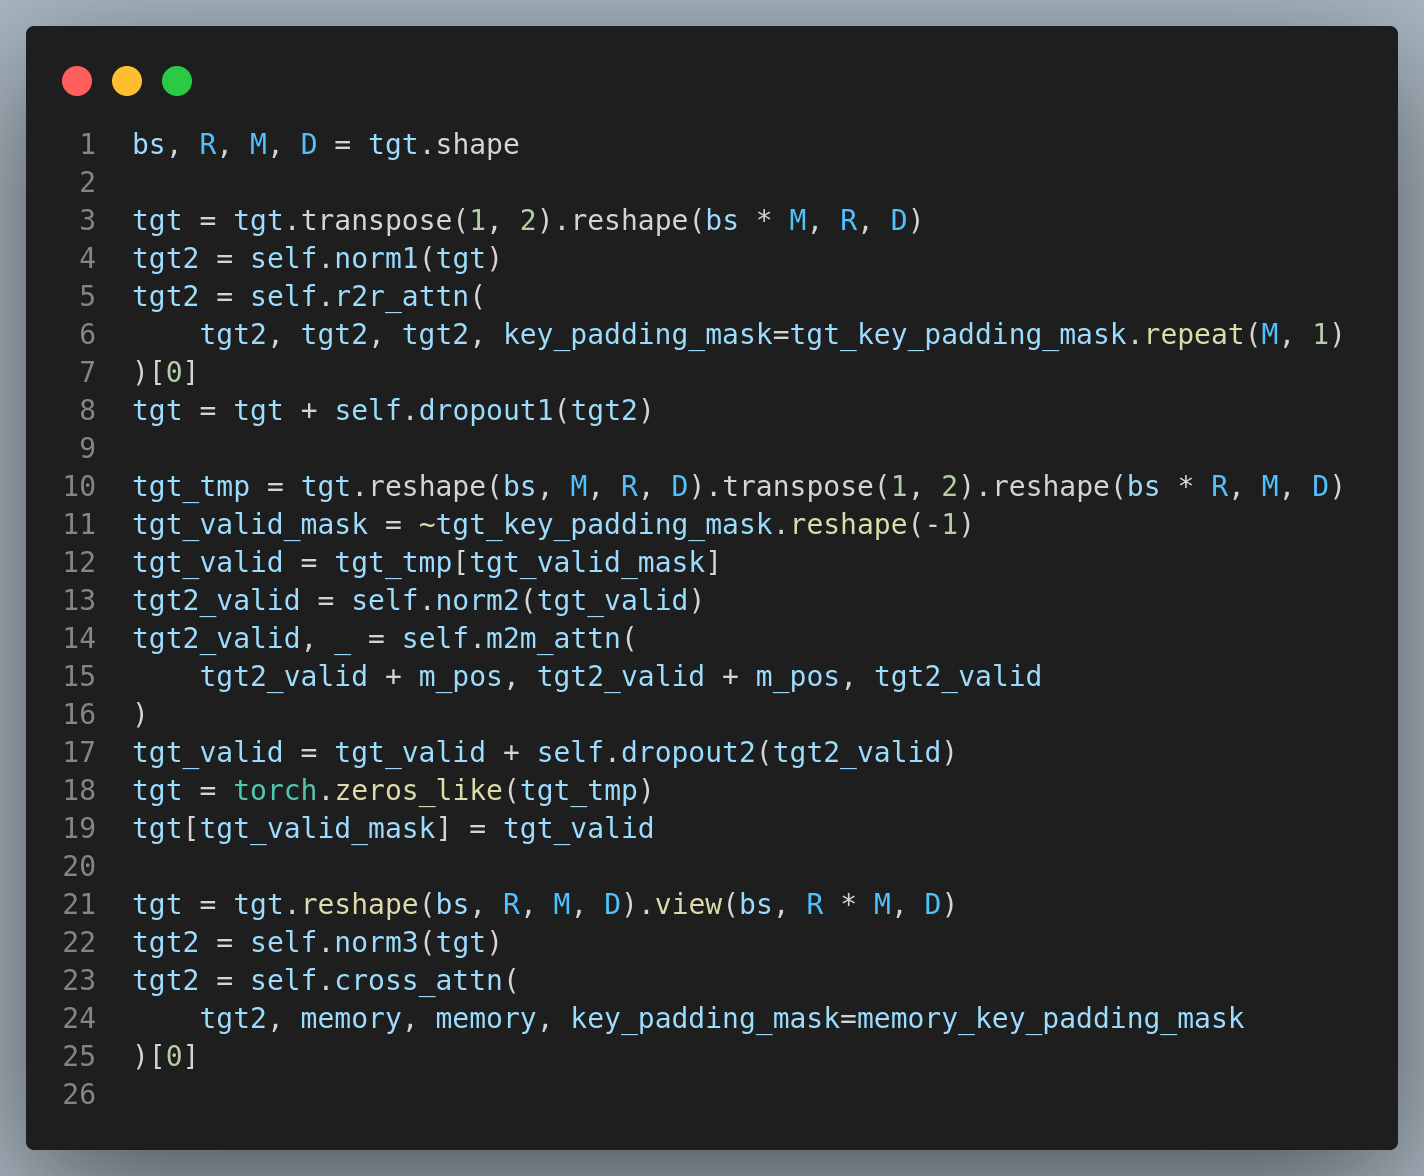 1 bs, R, M, D = tgt.shape
2
3 tgt = tgt.transpose(1, 2).reshape(bs * M, R, D)
4 tgt2 = self.norm1(tgt)
5 tgt2 = self.r2r_attn(
6     tgt2, tgt2, tgt2, key_padding_mask=tgt_key_padding_mask.repeat(M, 1)
7 )[0]
8 tgt = tgt + self.dropout1(tgt2)
9
10 tgt_tmp = tgt.reshape(bs, M, R, D).transpose(1, 2).reshape(bs * R, M, D)
11 tgt_valid_mask = ~tgt_key_padding_mask.reshape(-1)
12 tgt_valid = tgt_tmp[tgt_valid_mask]
13 tgt2_valid = self.norm2(tgt_valid)
14 tgt2_valid, _ = self.m2m_attn(
15     tgt2_valid + m_pos, tgt2_valid + m_pos, tgt2_valid
16 )
17 tgt_valid = tgt_valid + self.dropout2(tgt2_valid)
18 tgt = torch.zeros_like(tgt_tmp)
19 tgt[tgt_valid_mask] = tgt_valid
20
21 tgt = tgt.reshape(bs, R, M, D).view(bs, R * M, D)
22 tgt2 = self.norm3(tgt)
23 tgt2 = self.cross_attn(
24     tgt2, memory, memory, key_padding_mask=memory_key_padding_mask
25 )[0]
26